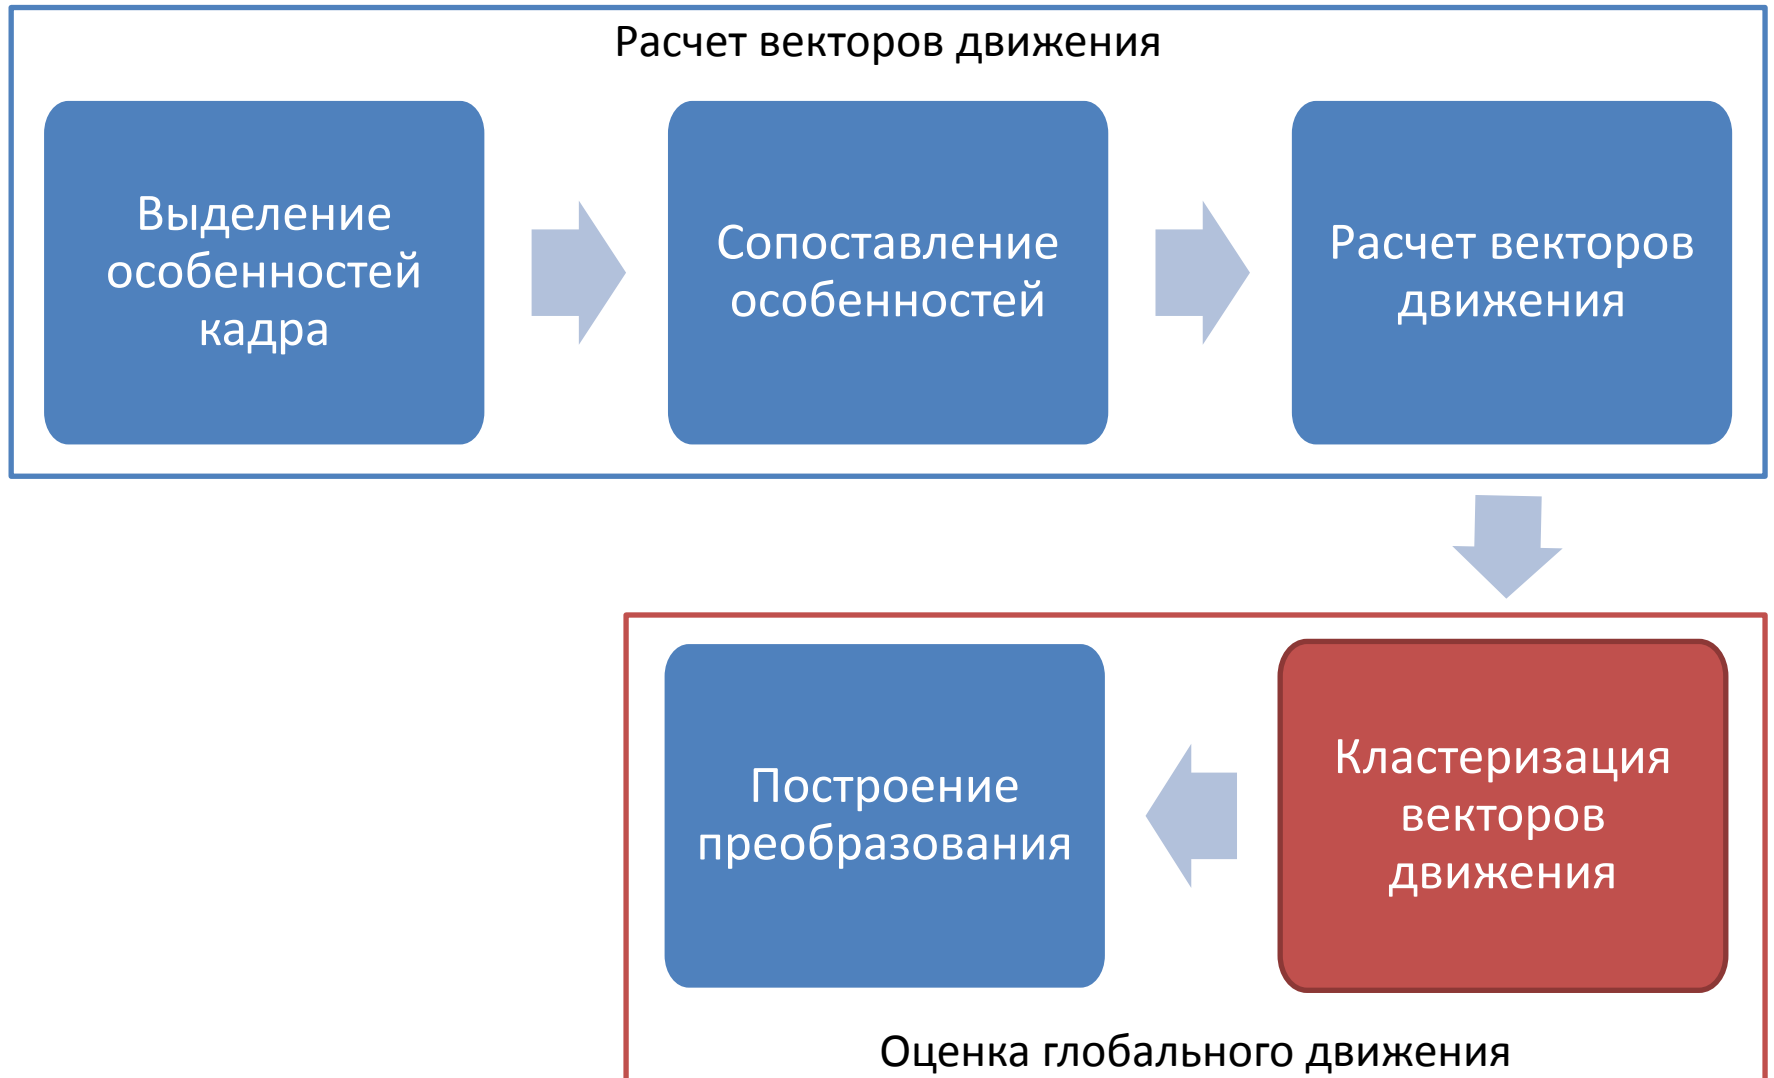 Расчет векторов движения
Выделение
особенностей
кадра
Сопоставление
особенностей
Расчет векторов
движения
Кластеризация
векторов
движения
Построение
преобразования
Оценка глобального движения